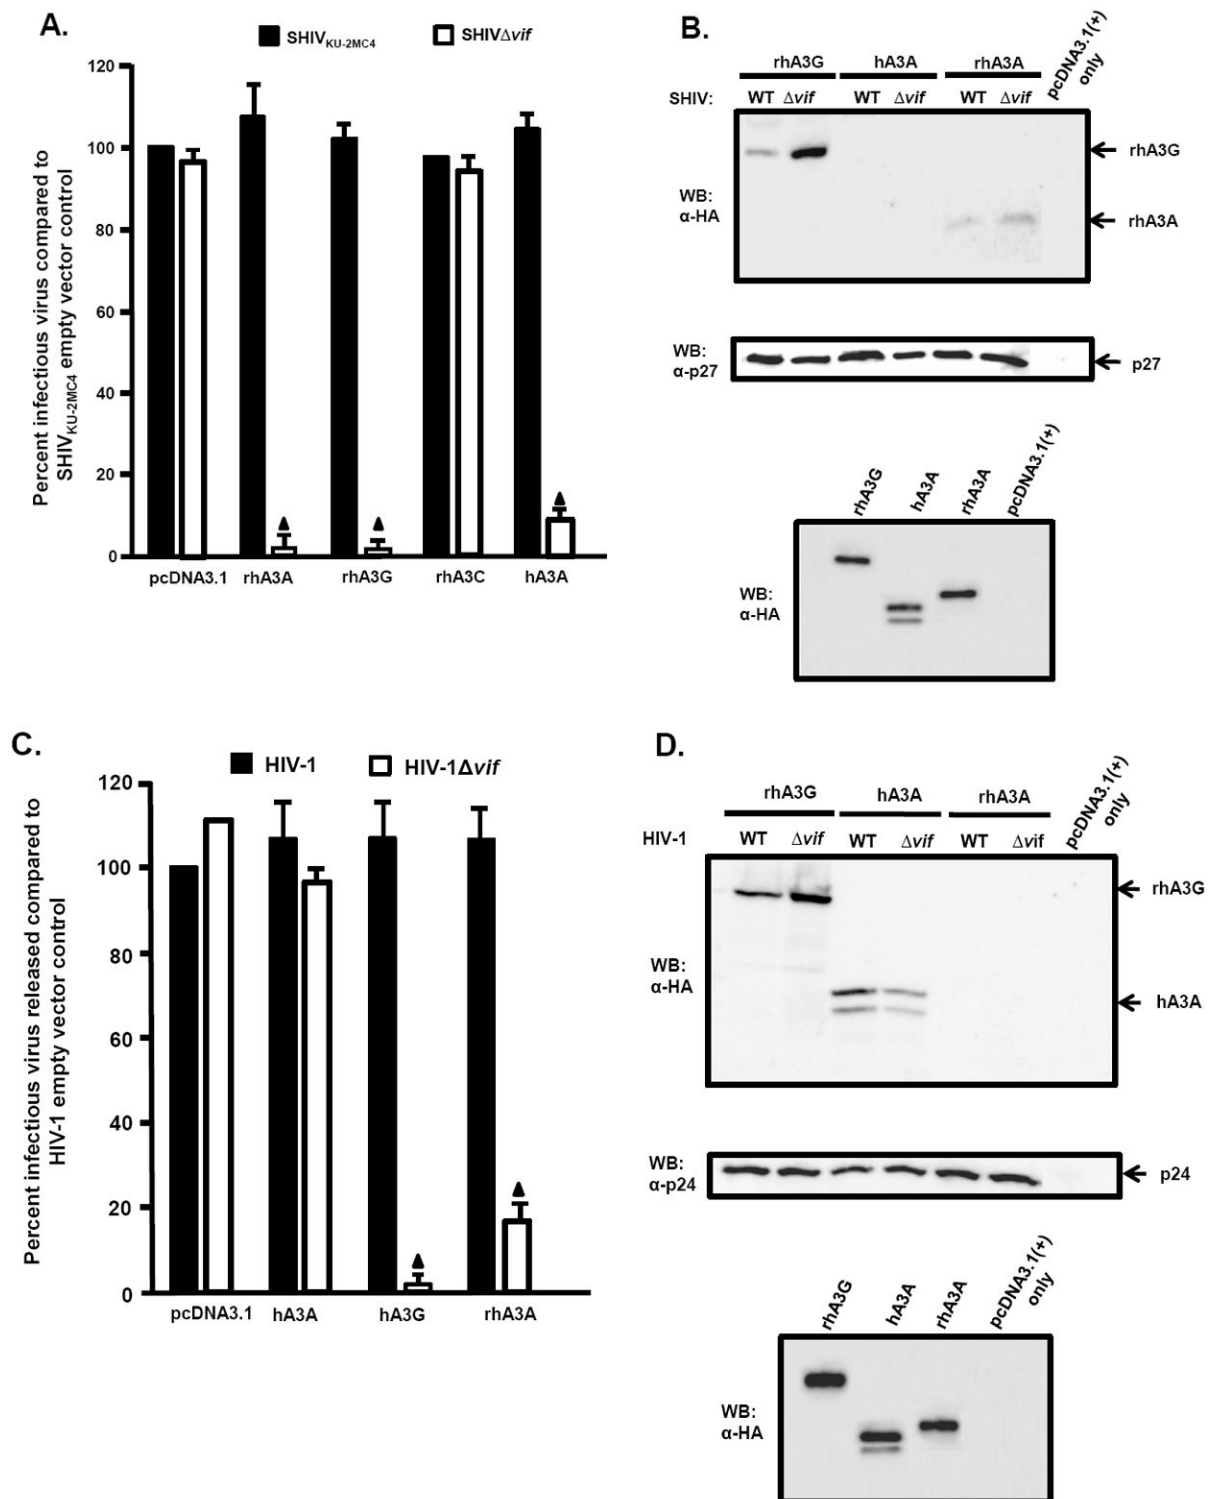 A.
SHIVKU-2MC4
SHIVΔvif
Percent infectious virus compared to
SHIVKU-2MC4 empty vector control
120
100
80
60
40
20
0
pcDNA3.1
rhA3A
rhA3G
rhA3C
hA3A
B.
rhA3G
hA3A
rhA3A
pcDNA3.1(+)
only
SHIV:
WT
Δvif
WT
Δvif
WT
Δvif
WB:
α-HA
rhA3G
rhA3A
WB:
α-p27
p27
rhA3G
hA3A
rhA3A
pcDNA3.1(+)
WB:
α-HA
C.
HIV-1
HIV-1Δvif
Percent infectious virus released compared to
HIV-1 empty vector control
120
100
80
60
40
20
0
pcDNA3.1
hA3A
hA3G
rhA3A
D.
rhA3G
hA3A
rhA3A
pcDNA3.1(+)
only
HIV-1
WT
Δvif
WT
Δvif
WT
Δvif
WB:
α-HA
rhA3G
hA3A
WB:
α-p24
p24
rhA3G
hA3A
rhA3A
pcDNA3.1(+)
only
WB:
α-HA